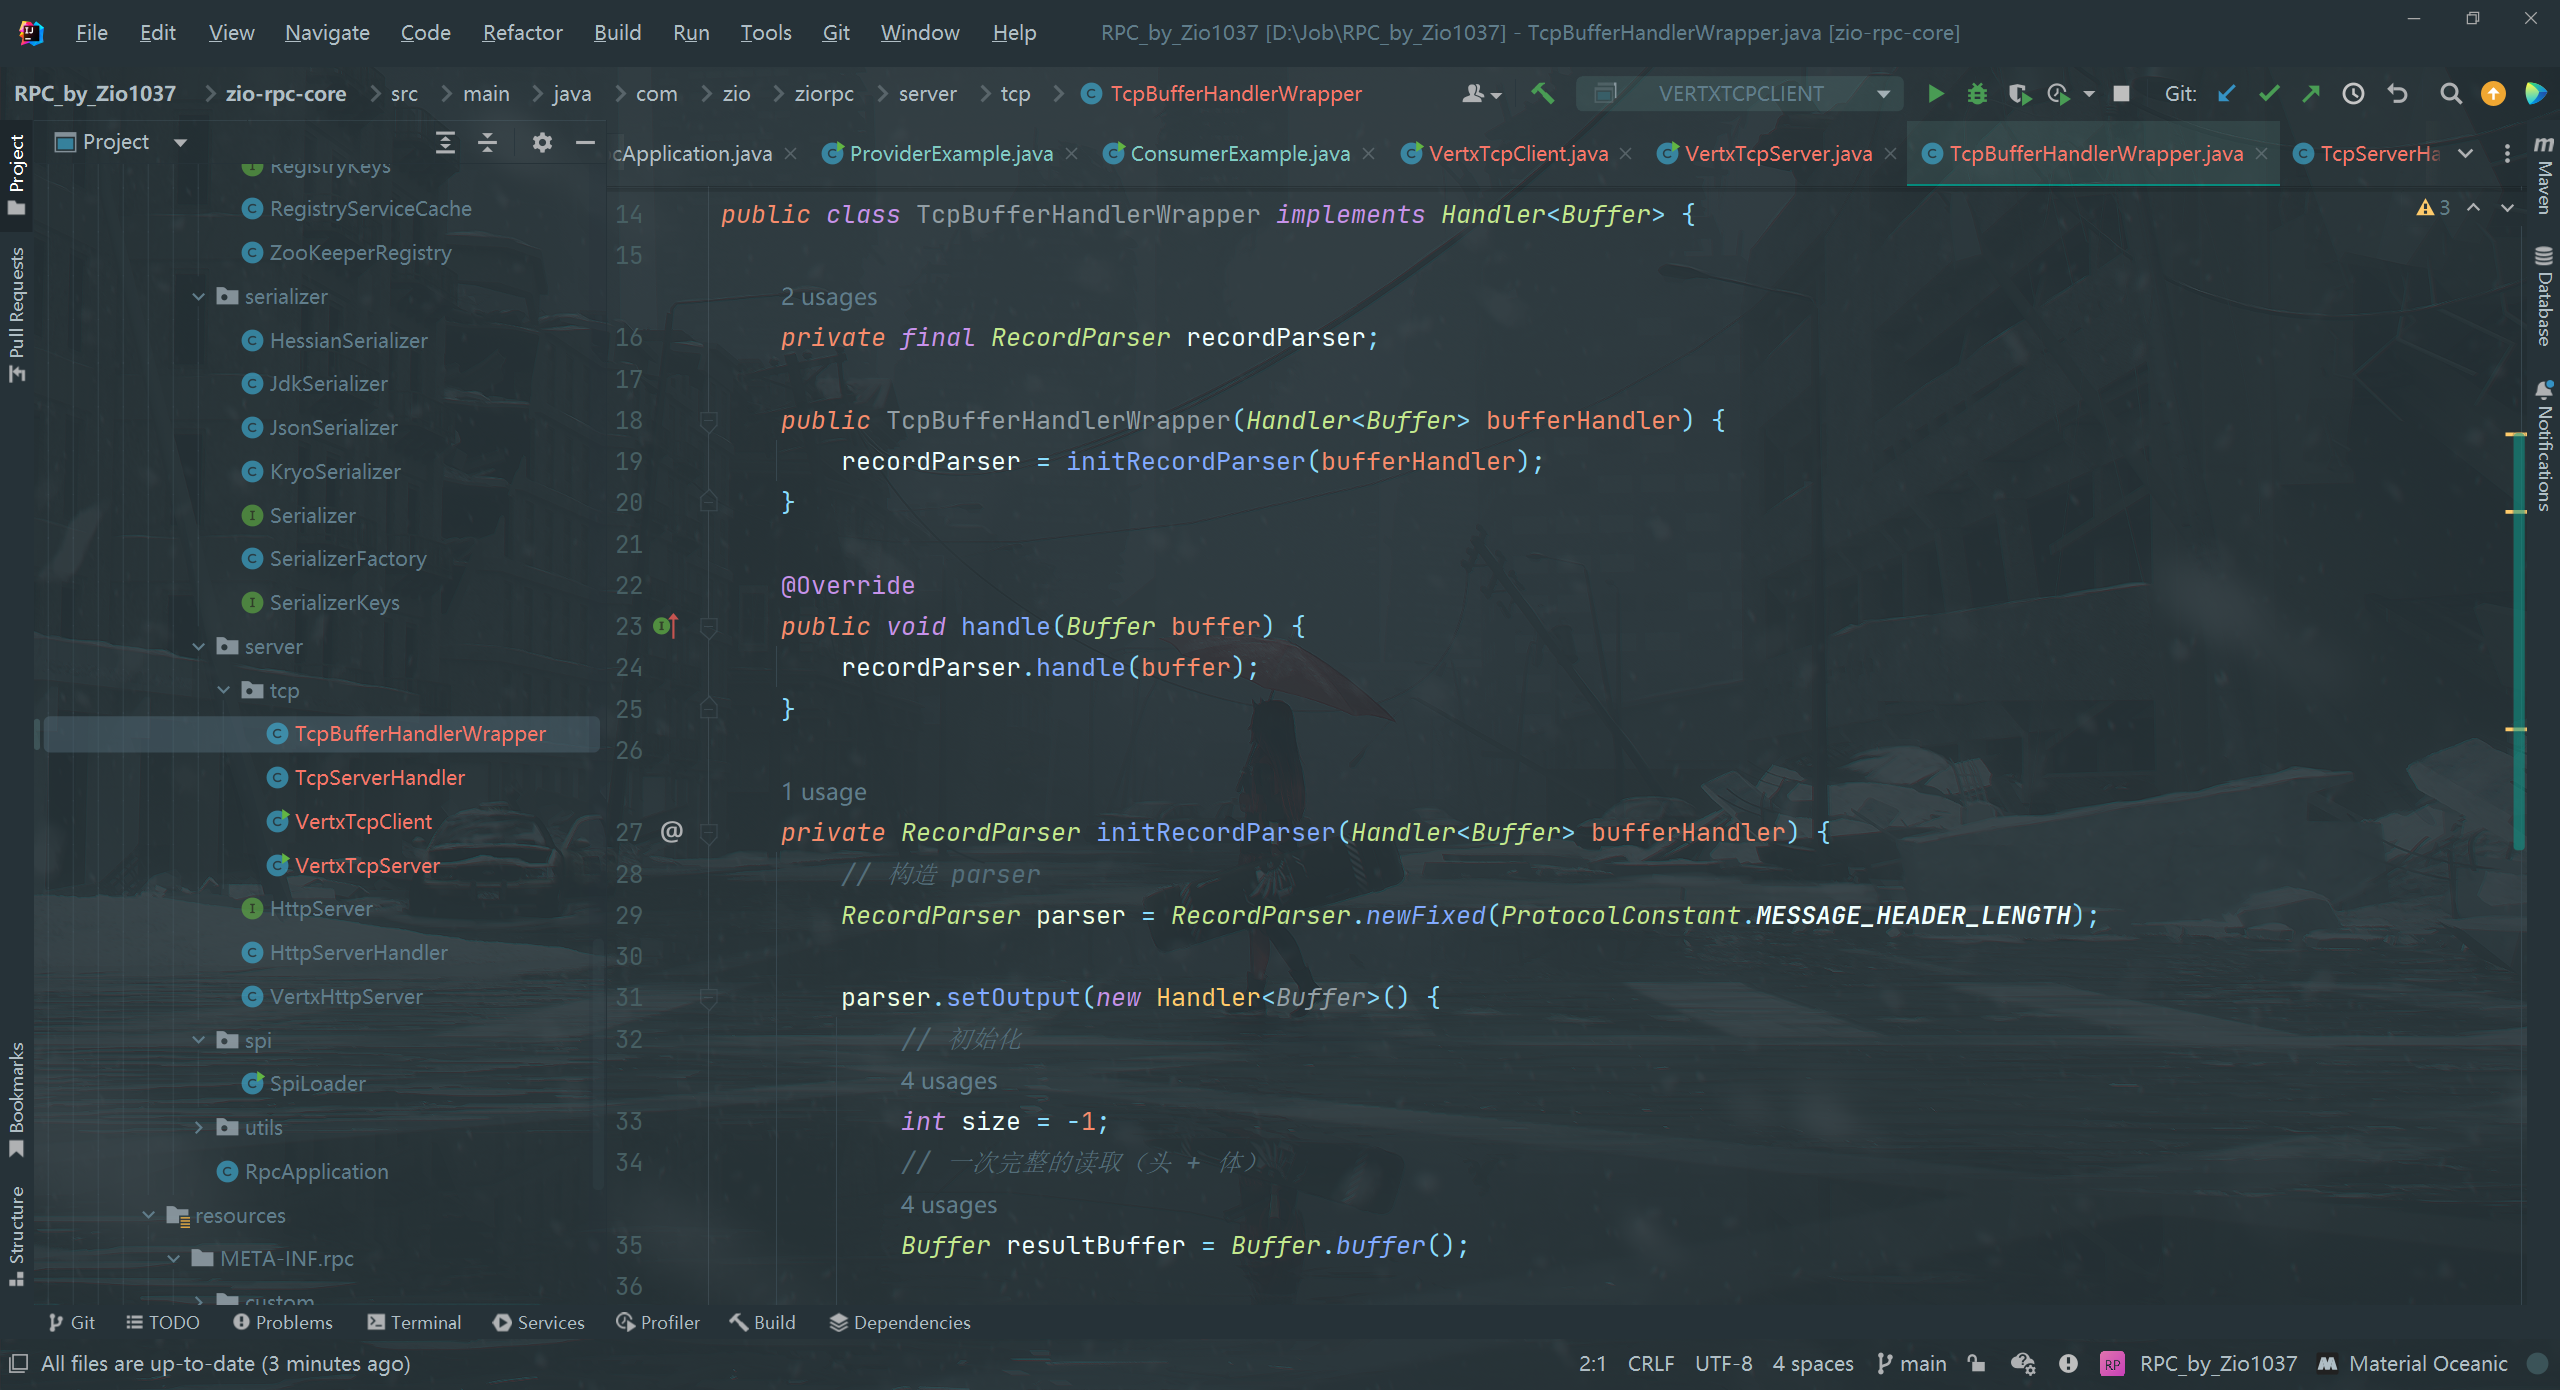 File Edit View Navigate Code Refactor Build Run Tools Git Window Help RPC_by_Zio1037 [D:\Job\RPC_by_Zio1037] - TcpBufferHandlerWrapper.java [zio-rpc-core]
RPC_by_Zio1037 zio-rpc-core src main java com zio ziorpc server tcp TcpBufferHandlerWrapper VERTXTCPCLIENT Git:
Project
cApplication.java ProviderExample.java ConsumerExample.java VertxTcpClient.java VertxTcpServer.java TcpBufferHandlerWrapper.java TcpServerHa
Project
Pull Requests
Bookmarks
Structure
RegistryKeys
RegistryServiceCache
ZooKeeperRegistry
serializer
HessianSerializer
JdkSerializer
JsonSerializer
KryoSerializer
Serializer
SerializerFactory
SerializerKeys
server
tcp
TcpBufferHandlerWrapper
TcpServerHandler
VertxTcpClient
VertxTcpServer
HttpServer
HttpServerHandler
VertxHttpServer
spi
SpiLoader
utils
RpcApplication
resources
META-INF.rpc
custom
14 public class TcpBufferHandlerWrapper implements Handler<Buffer> {
3
15
2 usages
16 private final RecordParser recordParser;
17
18 public TcpBufferHandlerWrapper(Handler<Buffer> bufferHandler) {
19 recordParser = initRecordParser(bufferHandler);
20 }
21
22 @Override
23 public void handle(Buffer buffer) {
24 recordParser.handle(buffer);
25 }
26
1 usage
27 @ private RecordParser initRecordParser(Handler<Buffer> bufferHandler) {
28 // 构造 parser
29 RecordParser parser = RecordParser.newFixed(ProtocolConstant.MESSAGE_HEADER_LENGTH);
30
31 parser.setOutput(new Handler<Buffer>() {
32 // 初始化
4 usages
33 int size = -1;
34 // 一次完整的读取（头 + 体）
4 usages
35 Buffer resultBuffer = Buffer.buffer();
36
Maven
Database
Notifications
Git TODO Problems Terminal Services Profiler Build Dependencies
All files are up-to-date (3 minutes ago) 2:1 CRLF UTF-8 4 spaces main RP RPC_by_Zio1037 Material Oceanic